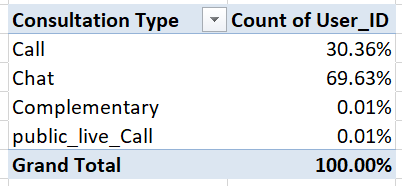 Consultation Type Count of User_ID
Call 30.36%
Chat 69.63%
Complementary 0.01%
public_live_Call 0.01%
Grand Total 100.00%